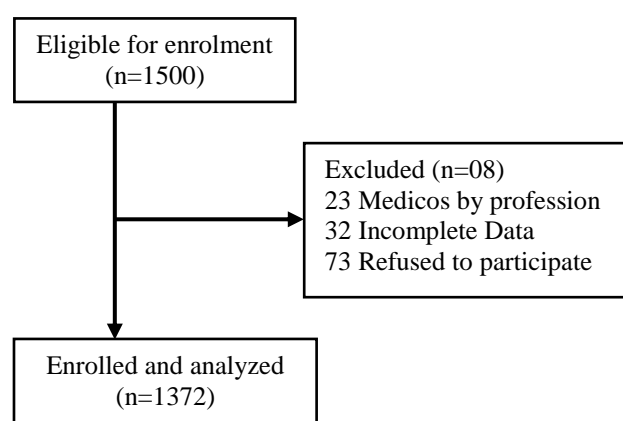 Eligible for enrolment
(n=1500)
Excluded (n=08)
23 Medicos by profession
32 Incomplete Data
73 Refused to participate
Enrolled and analyzed
(n=1372)